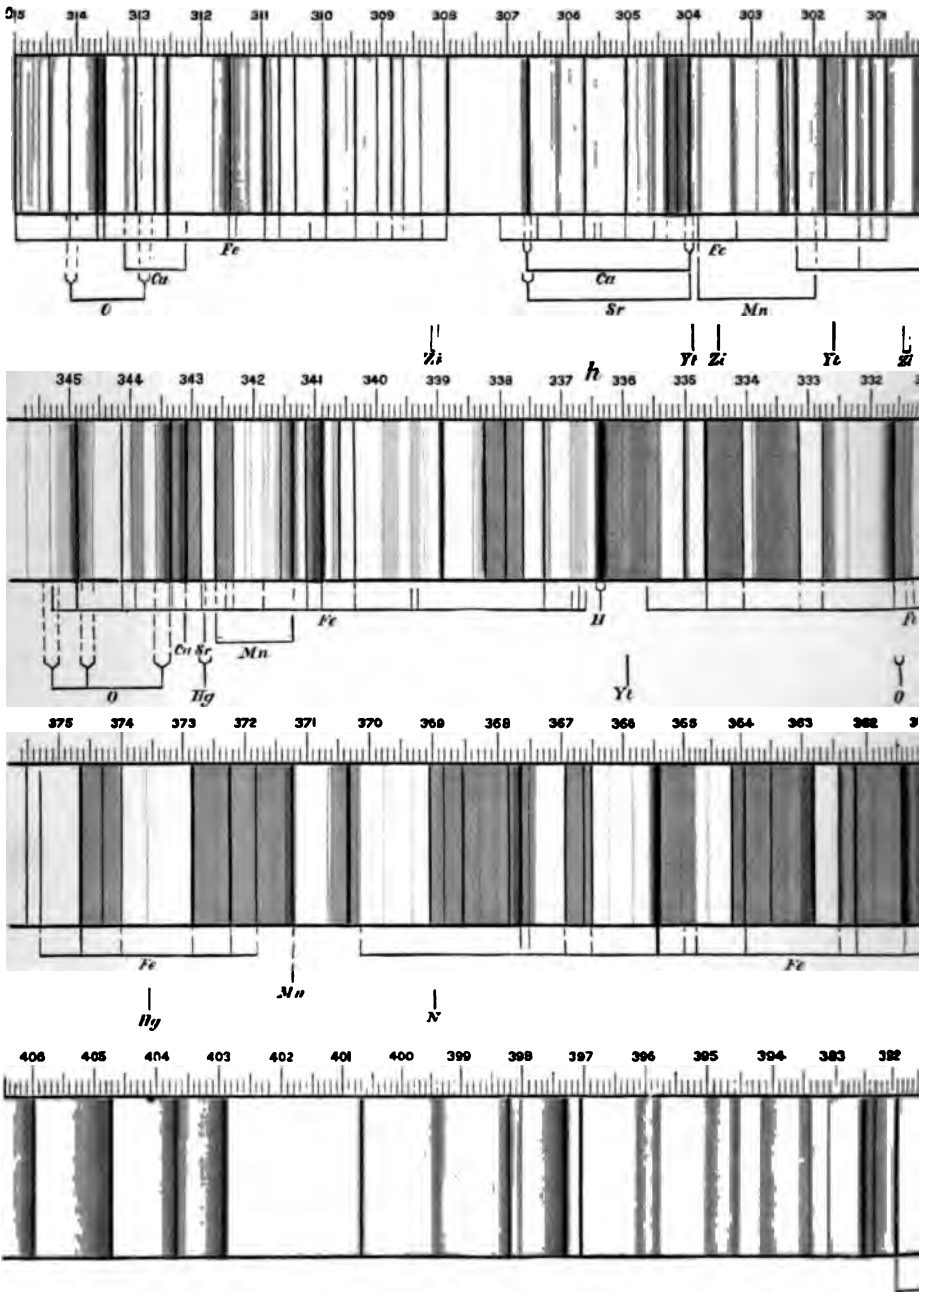 315 314 313 312 311 310 309 308 307 306 305 304 303 302 301
Fe Fe
Ca Ca
O Sr Mn
Zi Yt Zi Yt Zi
h
345 344 343 342 341 340 339 338 337 336 335 334 333 332
Fe H
Ca Sr Mn
O Hg Yt O
375 374 373 372 371 370 369 368 367 366 365 364 363 362
Fe Fe
Mn
Hg N
406 405 404 403 402 401 400 399 398 397 396 395 394 383 392